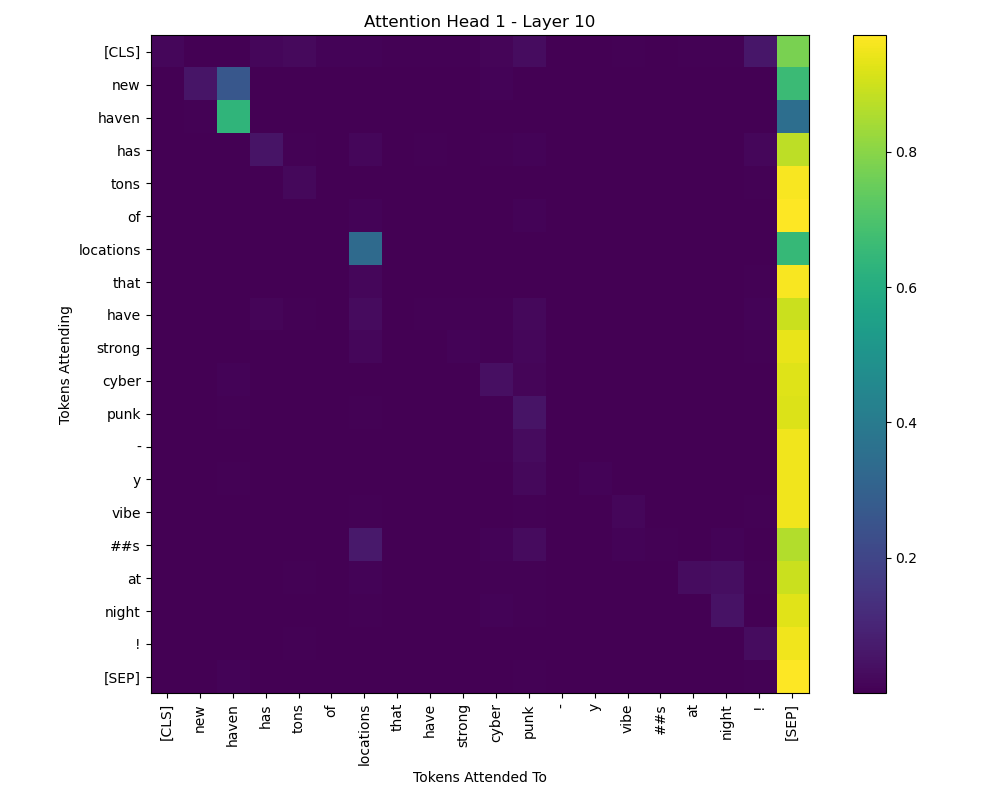 Attention Head 1 - Layer 10
Tokens Attending
[CLS]
new
haven
has
tons
of
locations
that
have
strong
cyber
punk
-
y
vibe
##s
at
night
!
[SEP]
[CLS]
new
haven
has
tons
of
locations
that
have
strong
cyber
punk
-
y
vibe
##s
at
night
!
[SEP]
Tokens Attended To
0.8
0.6
0.4
0.2